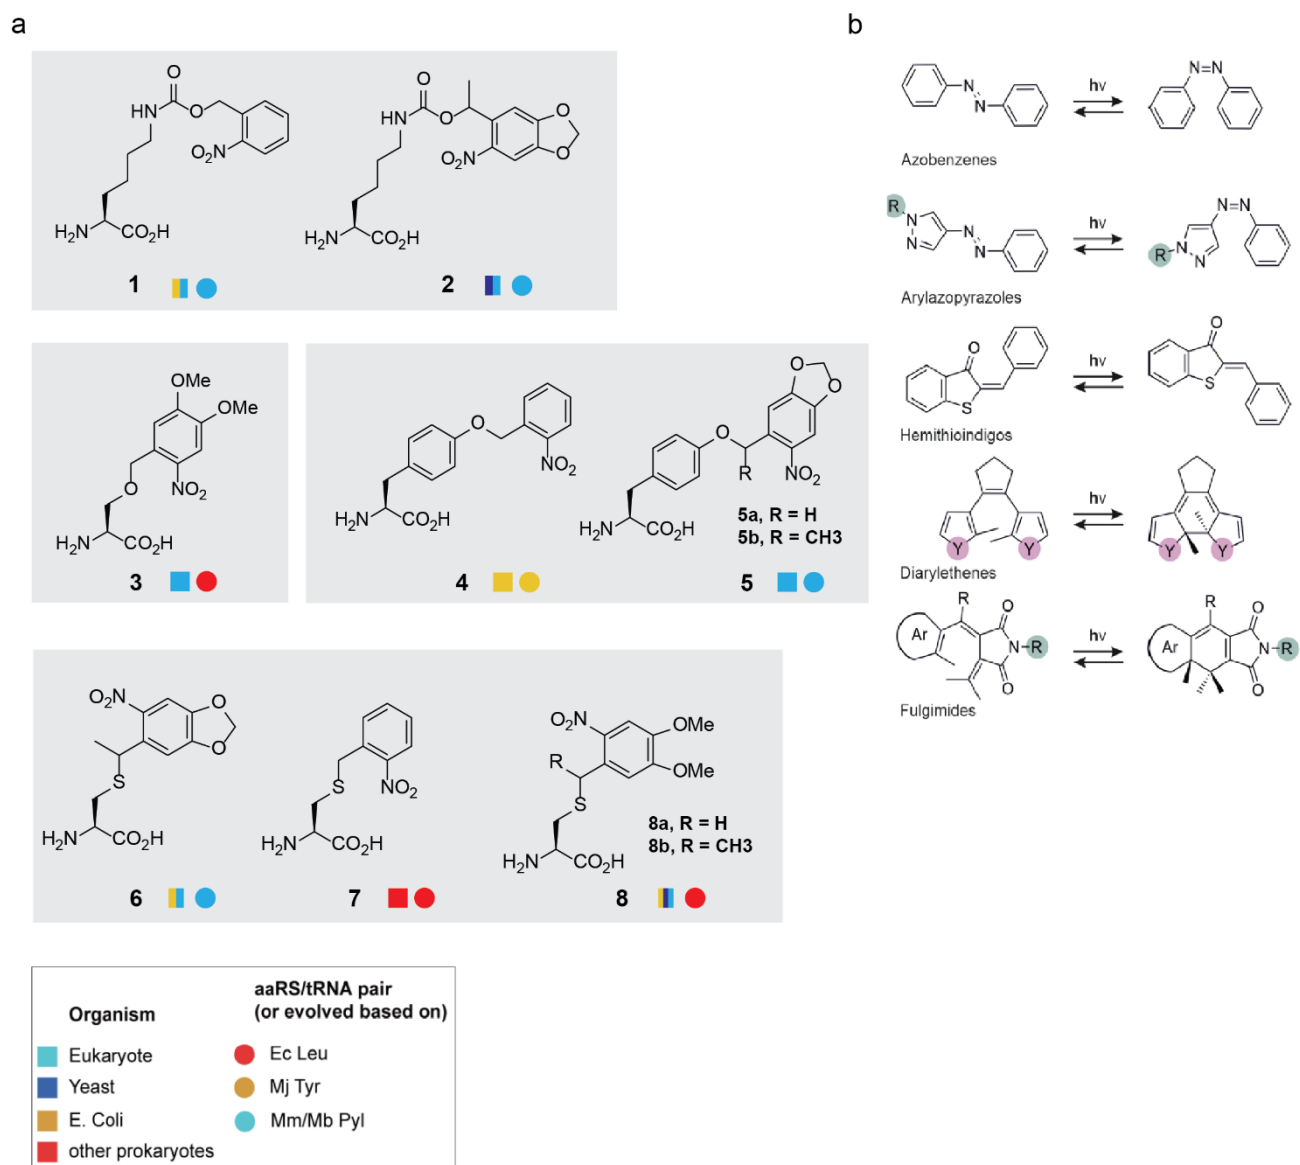 a
b
O
HN
O
O2N
H2N
CO2H
1
O
HN
O
O2N
O
O
H2N
CO2H
2
OMe
OMe
O
NO2
H2N
CO2H
3
O
NO2
H2N
CO2H
4
O
O
O
NO2
R
H2N
CO2H
5a, R = H
5b, R = CH3
5
O2N
O
O
S
H2N
CO2H
6
S
NO2
H2N
CO2H
7
O2N
OMe
OMe
R
S
H2N
CO2H
8a, R = H
8b, R = CH3
8
Organism
Eukaryote
Yeast
E. Coli
other prokaryotes
aaRS/tRNA pair
(or evolved based on)
Ec Leu
Mj Tyr
Mm/Mb Pyl
N
N
hν
N=N
Azobenzenes
R
N
N
N
N
hν
N=N
R
N
N
Arylazopyrazoles
O
S
hν
O
S
Hemithioindigos
Y
Y
hν
Y
Y
Diarylethenes
R
Ar
O
N
R
O
hν
R
Ar
O
N
R
O
Fulgimides